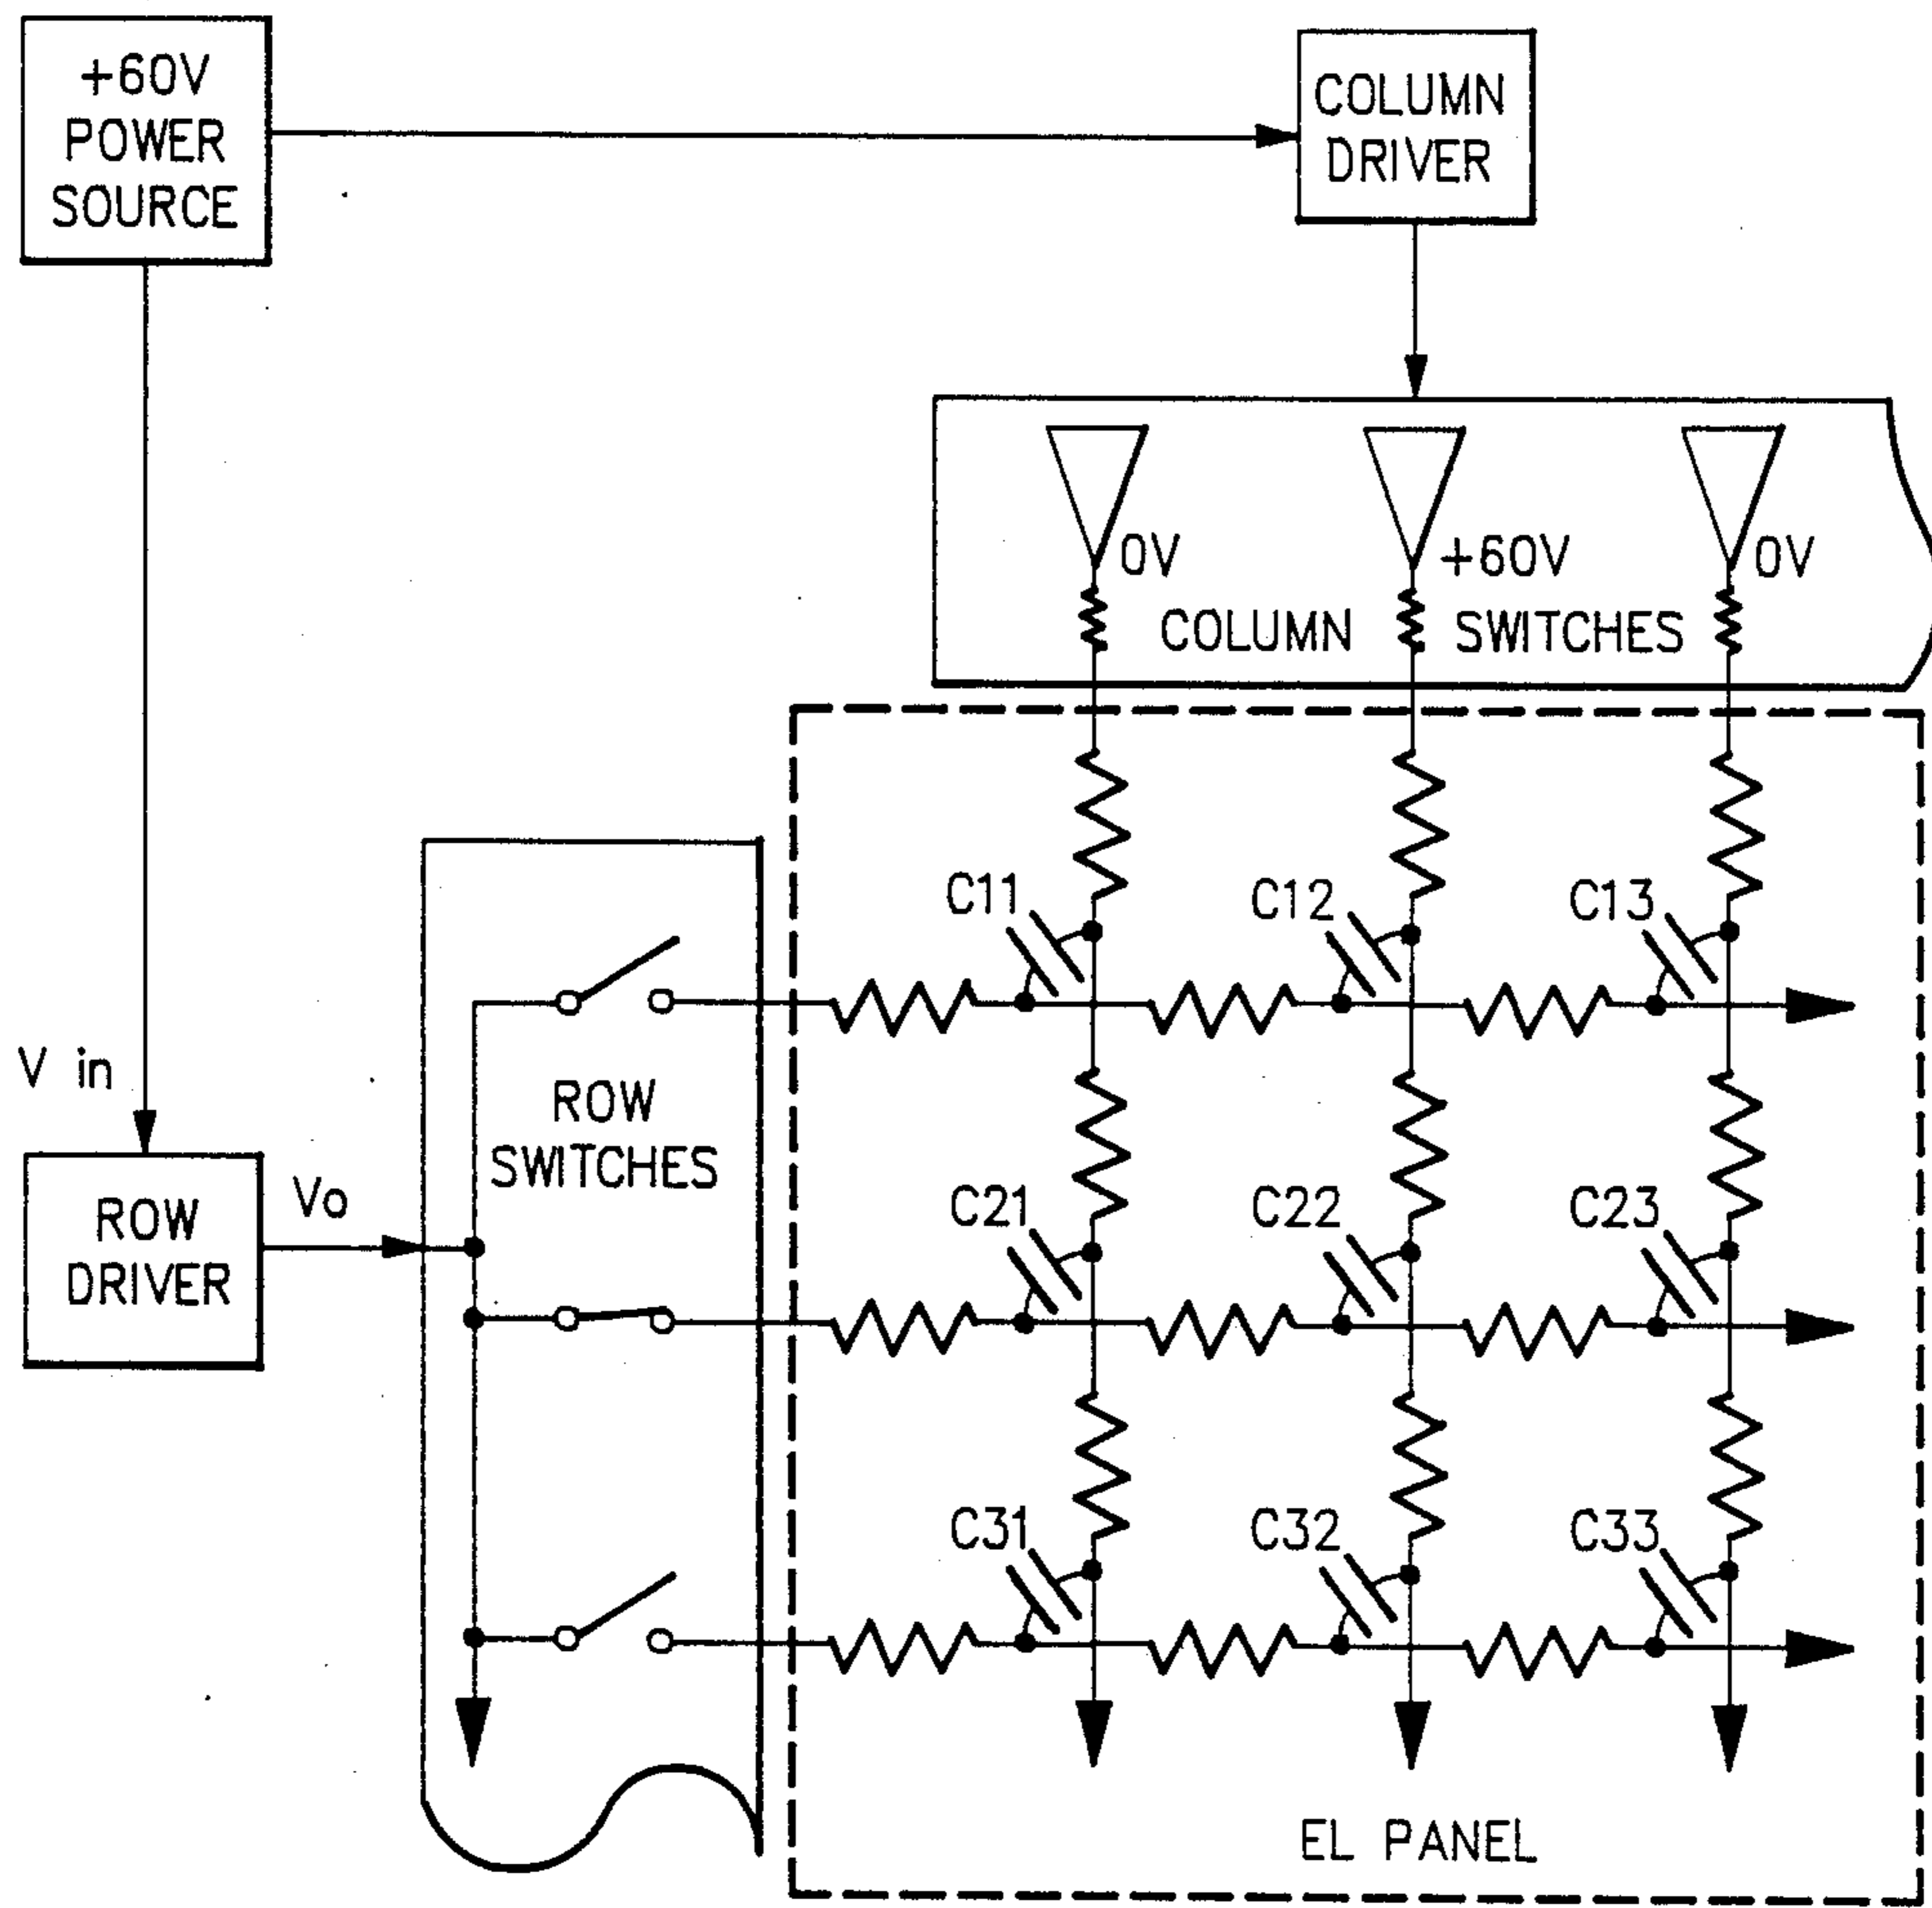 +60V
POWER
SOURCE
COLUMN
DRIVER
0V
+60V
0V
COLUMN SWITCHES
C11
C12
C13
V in
ROW
SWITCHES
ROW
DRIVER
Vo
C21
C22
C23
C31
C32
C33
EL PANEL